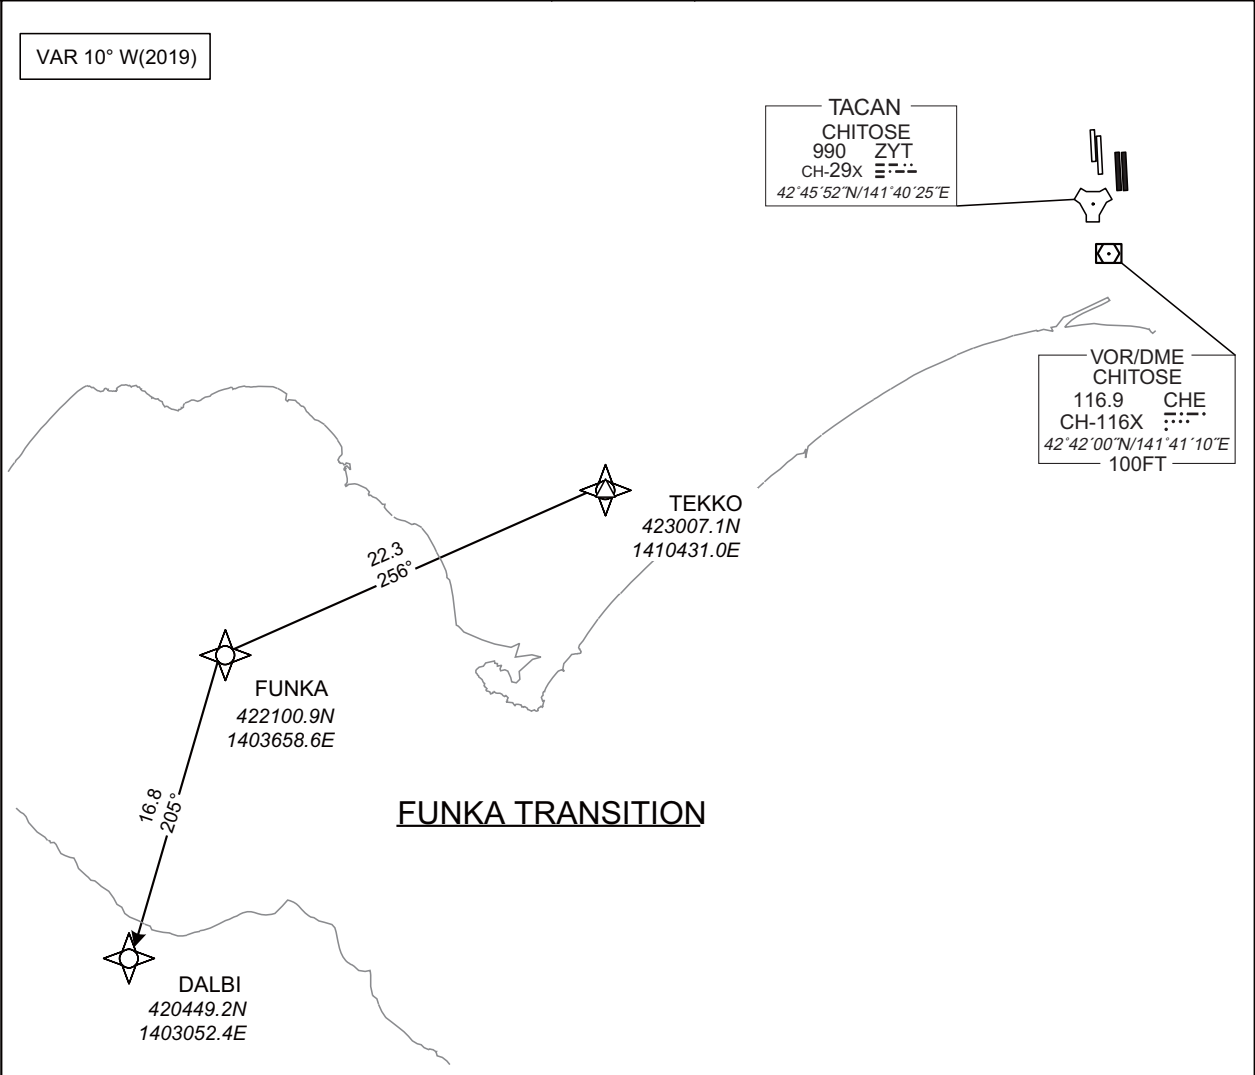 VAR 10° W(2019)
TACAN
CHITOSE
990 ZYT
CH-29X
42°45´52˝N/141°40´25˝E
VOR/DME
CHITOSE
116.9 CHE
CH-116X
42°42´00˝N/141°41´10˝E
100FT
TEKKO
423007.1N
1410431.0E
22.3
256°
FUNKA
422100.9N
1403658.6E
16.8
205°
FUNKA TRANSITION
DALBI
420449.2N
1403052.4E